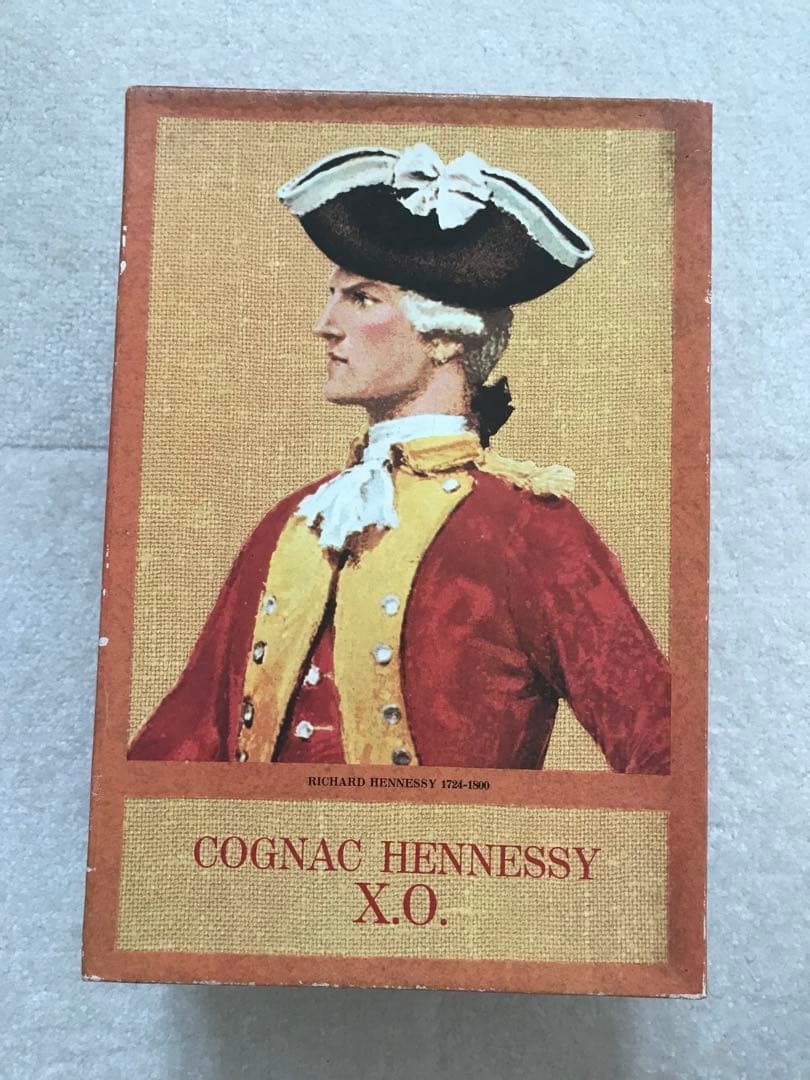 RICHARD HENNESSY 1724-1800
COGNAC HENNESSY
X.O.